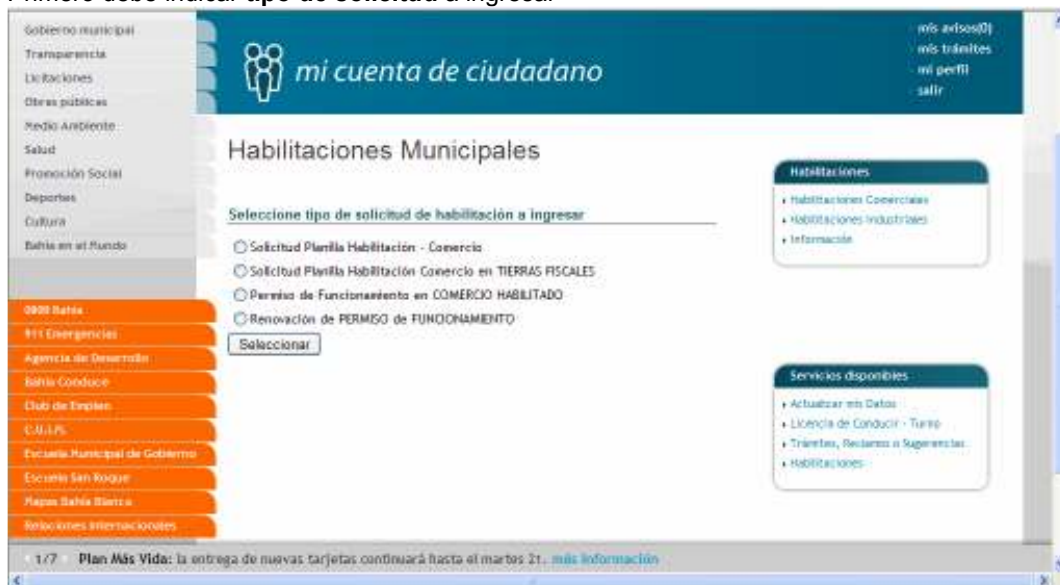 Primero debe indicar tipo de solicitud a ingresar
Gobierno municipal
Transparencia
Licitaciones
Obras públicas
Medio Ambiente
Salud
Promoción Social
Deportes
Cultura
Bahía en el Mundo
0800 Bahía
911 Emergencias
Agencia de Desarrollo
Bahía Conduce
Club de Empleo
Escuela Municipal de Gobierno
Escuela San Roque
Mapas Bahía Blanca
Relaciones Internacionales
mi cuenta de ciudadano
mis avisos(0)
mis trámites
mi perfil
salir
Habilitaciones Municipales
Seleccione tipo de solicitud de habilitación a ingresar
Solicitud Planilla Habilitación - Comercio
Solicitud Planilla Habilitación Comercio en TIERRAS FISCALES
Permiso de Funcionamiento en COMERCIO HABILITADO
Renovación de PERMISO de FUNCIONAMIENTO
Seleccionar
Habilitaciones
Habilitaciones Comerciales
Habilitaciones Industriales
Información
Servicios disponibles
Actualizar mis Datos
Licencia de Conducir - Turno
Trámites, Reclamos o Sugerencias
Habilitaciones
1/7 Plan Más Vida: la entrega de nuevas tarjetas continuará hasta el martes 21. más información